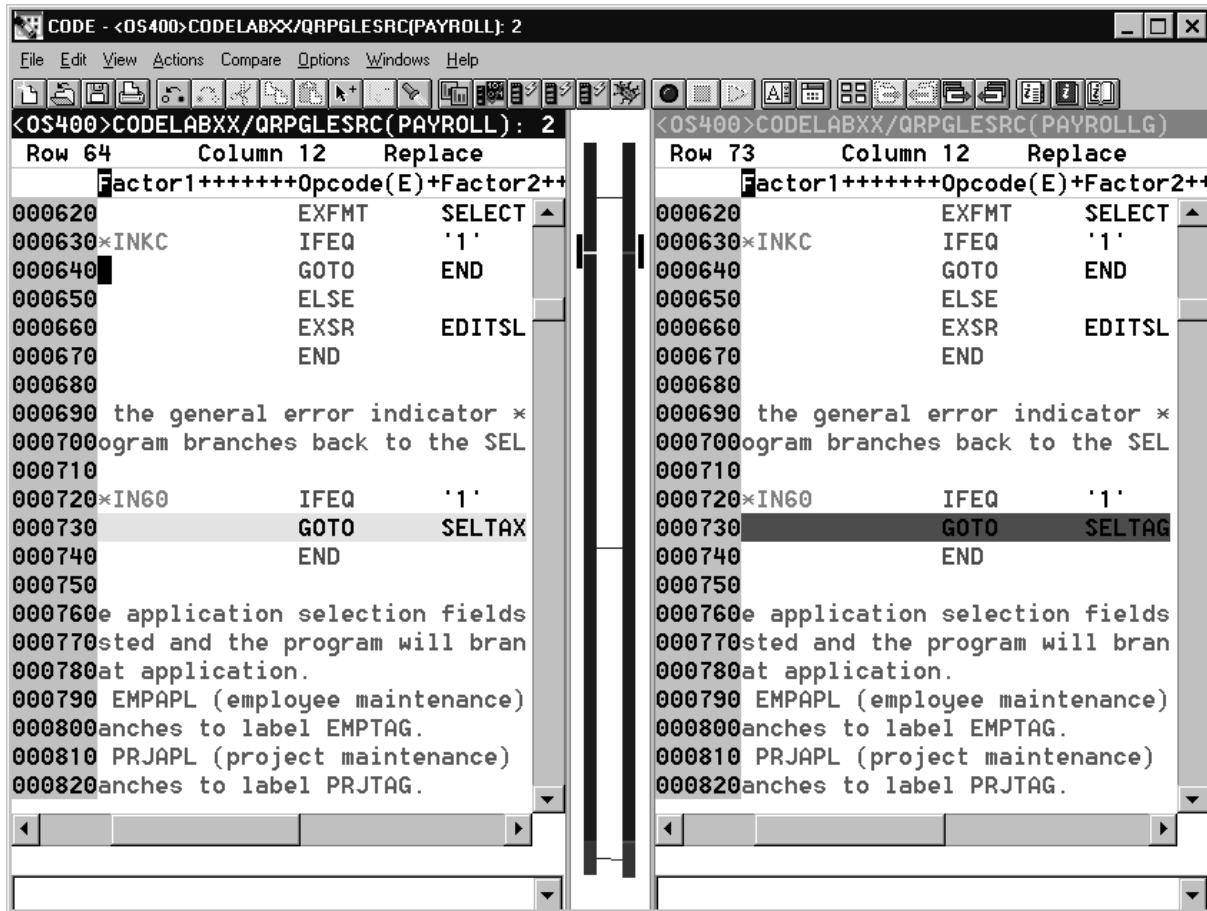 CODE - <OS400>CODELABXX/QRPGLESRC(PAYROLL): 2
File Edit View Actions Compare Options Windows Help
<OS400>CODELABXX/QRPGLESRC(PAYROLL): 2
Row 64 Column 12 Replace
Factor1+++++++Opcode(E)+Factor2++
000620 EXFMT SELECT
000630*INKC IFEQ '1'
000640 GOTO END
000650 ELSE
000660 EXSR EDITSL
000670 END
000680
000690 the general error indicator *
000700ogram branches back to the SEL
000710
000720*IN60 IFEQ '1'
000730 GOTO SELTAX
000740 END
000750
000760e application selection fields
000770sted and the program will bran
000780at application.
000790 EMPAPL (employee maintenance)
000800anches to label EMPTAG.
000810 PRJAPL (project maintenance)
000820anches to label PRJTAG.
<OS400>CODELABXX/QRPGLESRC(PAYROLLG)
Row 73 Column 12 Replace
Factor1+++++++Opcode(E)+Factor2++
000620 EXFMT SELECT
000630*INKC IFEQ '1'
000640 GOTO END
000650 ELSE
000660 EXSR EDITSL
000670 END
000680
000690 the general error indicator *
000700ogram branches back to the SEL
000710
000720*IN60 IFEQ '1'
000730 GOTO SELTAG
000740 END
000750
000760e application selection fields
000770sted and the program will bran
000780at application.
000790 EMPAPL (employee maintenance)
000800anches to label EMPTAG.
000810 PRJAPL (project maintenance)
000820anches to label PRJTAG.